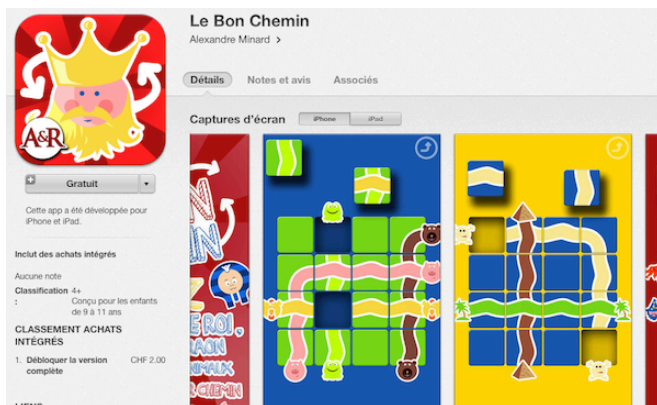 Le Bon Chemin
Alexandre Minard >
Détails Notes et avis Associés
Captures d'écran iPhone iPad
A&R
Gratuit
Cette app a été développée pour
iPhone et iPad.
Inclut des achats intégrés
Aucune note
Classification 4+
: Conçu pour les enfants
de 9 à 11 ans
CLASSEMENT ACHATS
INTÉGRÉS
1. Débloquer la version CHF 2.00
complète
ROI,
CHEMIN